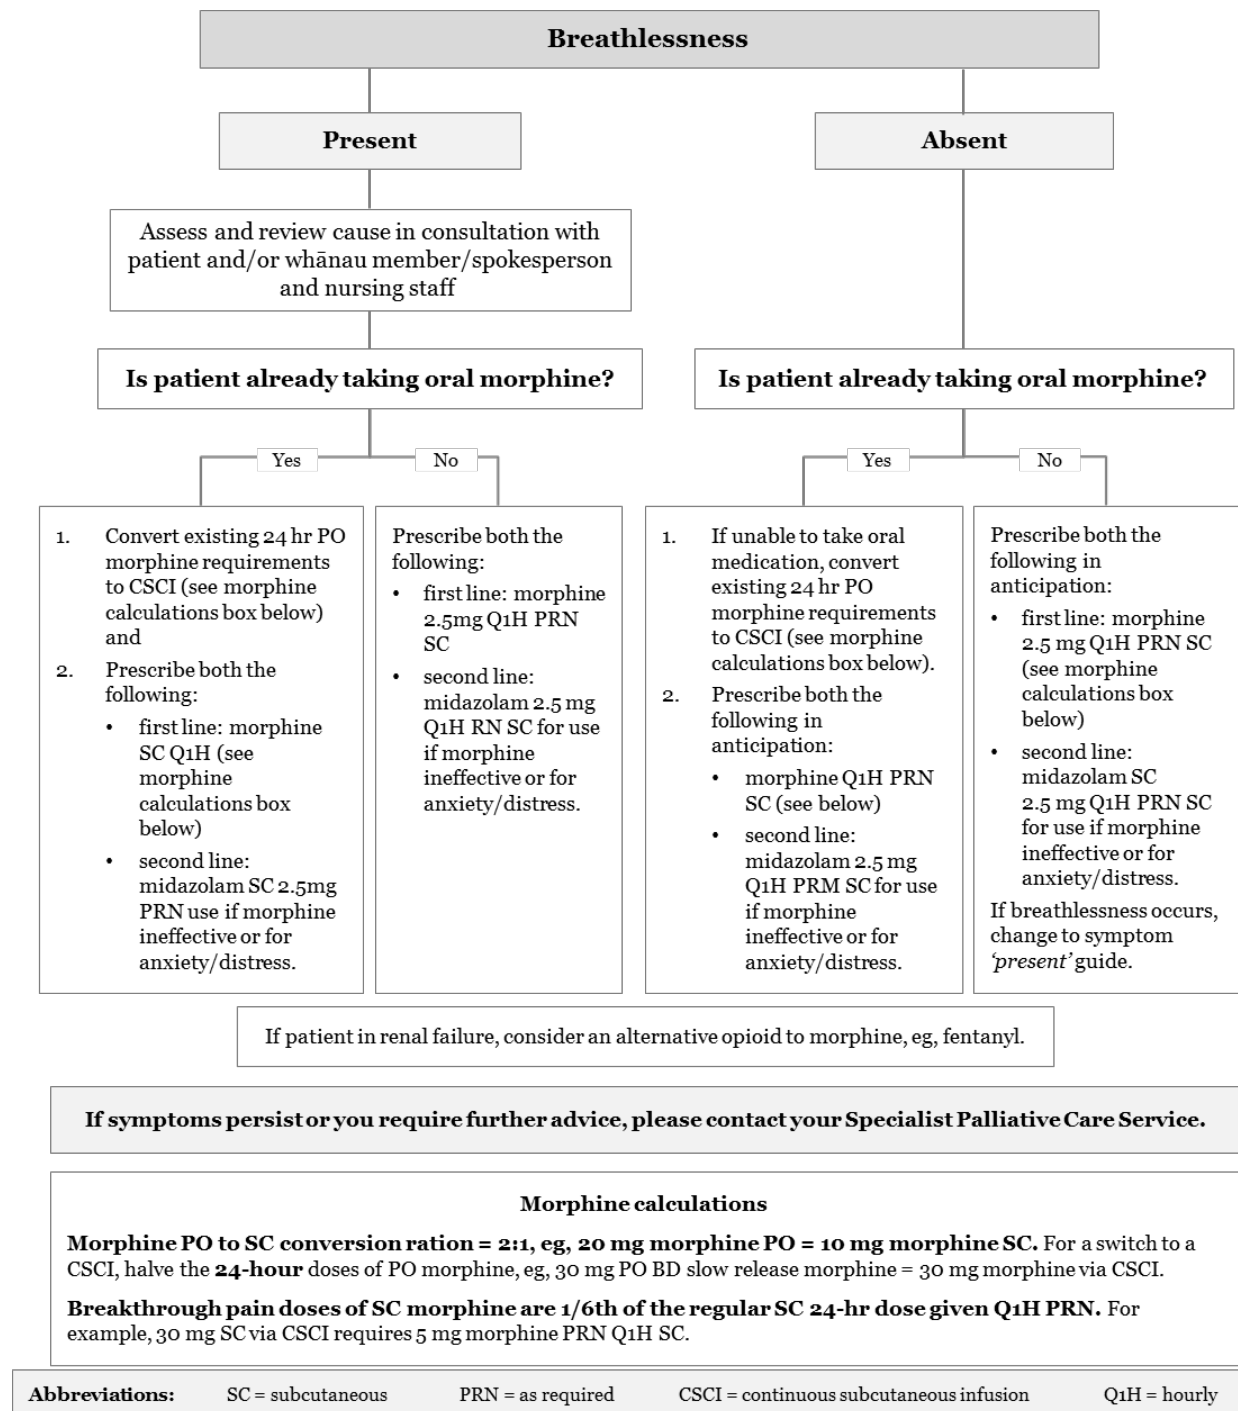 Breathlessness
Present
Absent
Assess and review cause in consultation with
patient and/or whānau member/spokesperson
and nursing staff
Is patient already taking oral morphine?
Is patient already taking oral morphine?
Yes
No
Yes
No
1. Convert existing 24 hr PO
morphine requirements
to CSCI (see morphine
calculations box below)
and
2. Prescribe both the
following:
• first line: morphine
SC Q1H (see
morphine
calculations box
below)
• second line:
midazolam SC 2.5mg
PRN use if morphine
ineffective or for
anxiety/distress.
Prescribe both the
following:
• first line: morphine
2.5mg Q1H PRN
SC
• second line:
midazolam 2.5 mg
Q1H RN SC for use
if morphine
ineffective or for
anxiety/distress.
1. If unable to take oral
medication, convert
existing 24 hr PO
morphine requirements
to CSCI (see morphine
calculations box below).
2. Prescribe both the
following in
anticipation:
• morphine Q1H PRN
SC (see below)
• second line:
midazolam 2.5 mg
Q1H PRM SC for use
if morphine
ineffective or for
anxiety/distress.
Prescribe both the
following in
anticipation:
• first line: morphine
2.5 mg Q1H PRN SC
(see morphine
calculations box
below)
• second line:
midazolam SC
2.5 mg Q1H PRN SC
for use if morphine
ineffective or for
anxiety/distress.
If breathlessness occurs,
change to symptom
‘present’ guide.
If patient in renal failure, consider an alternative opioid to morphine, eg, fentanyl.
If symptoms persist or you require further advice, please contact your Specialist Palliative Care Service.
Morphine calculations
Morphine PO to SC conversion ration = 2:1, eg, 20 mg morphine PO = 10 mg morphine SC. For a switch to a
CSCI, halve the 24-hour doses of PO morphine, eg, 30 mg PO BD slow release morphine = 30 mg morphine via CSCI.
Breakthrough pain doses of SC morphine are 1/6th of the regular SC 24-hr dose given Q1H PRN. For
example, 30 mg SC via CSCI requires 5 mg morphine PRN Q1H SC.
Abbreviations: SC = subcutaneous PRN = as required CSCI = continuous subcutaneous infusion Q1H = hourly